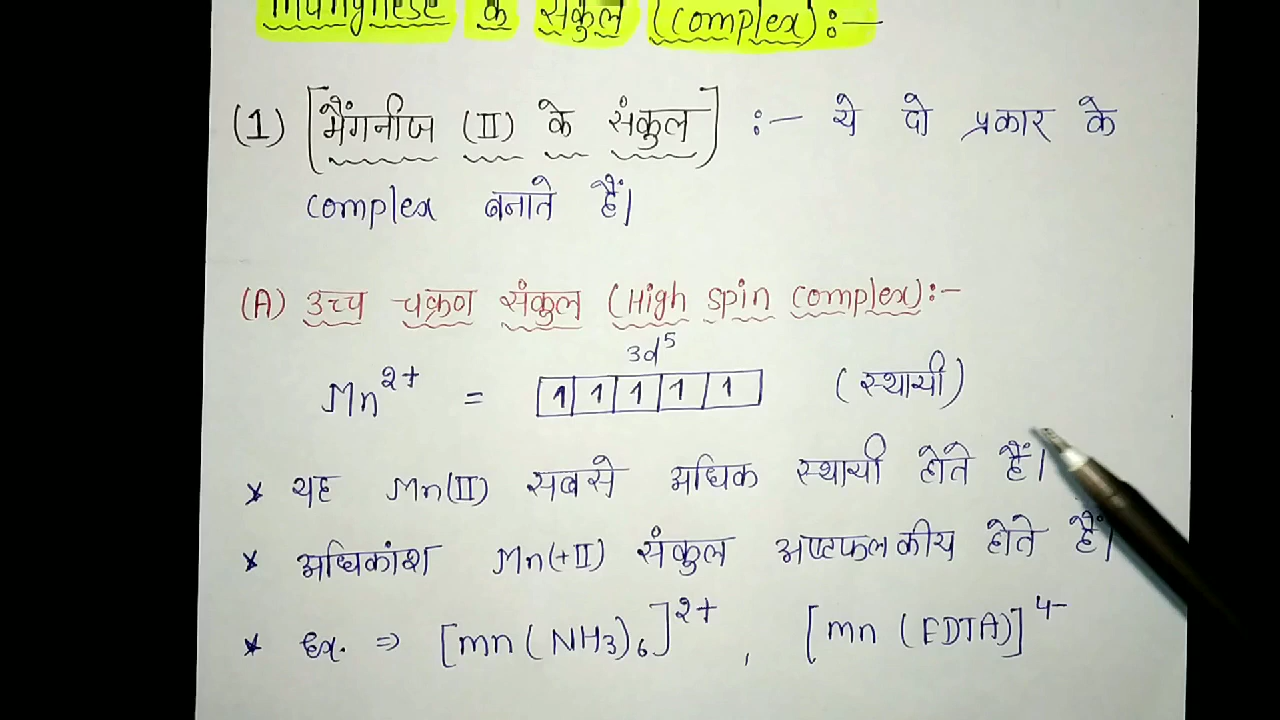 Manganese के संकुल (Complex):—
(1) [मैंगनीज (II) के संकुल] :— ये दो प्रकार के
complex बनाते हैं।
(A) उच्च चक्रण संकुल (High spin complex):—
3d⁵
Mn²⁺ = 1 1 1 1 1 (स्थायी)
* यह Mn(II) सबसे अधिक स्थायी होते हैं।
* अधिकांश Mn(+II) संकुल अष्टफलकीय होते हैं।
* Ex. ⇒ [mn(NH3)₆]²⁺ , [mn (EDTA)]⁴⁻